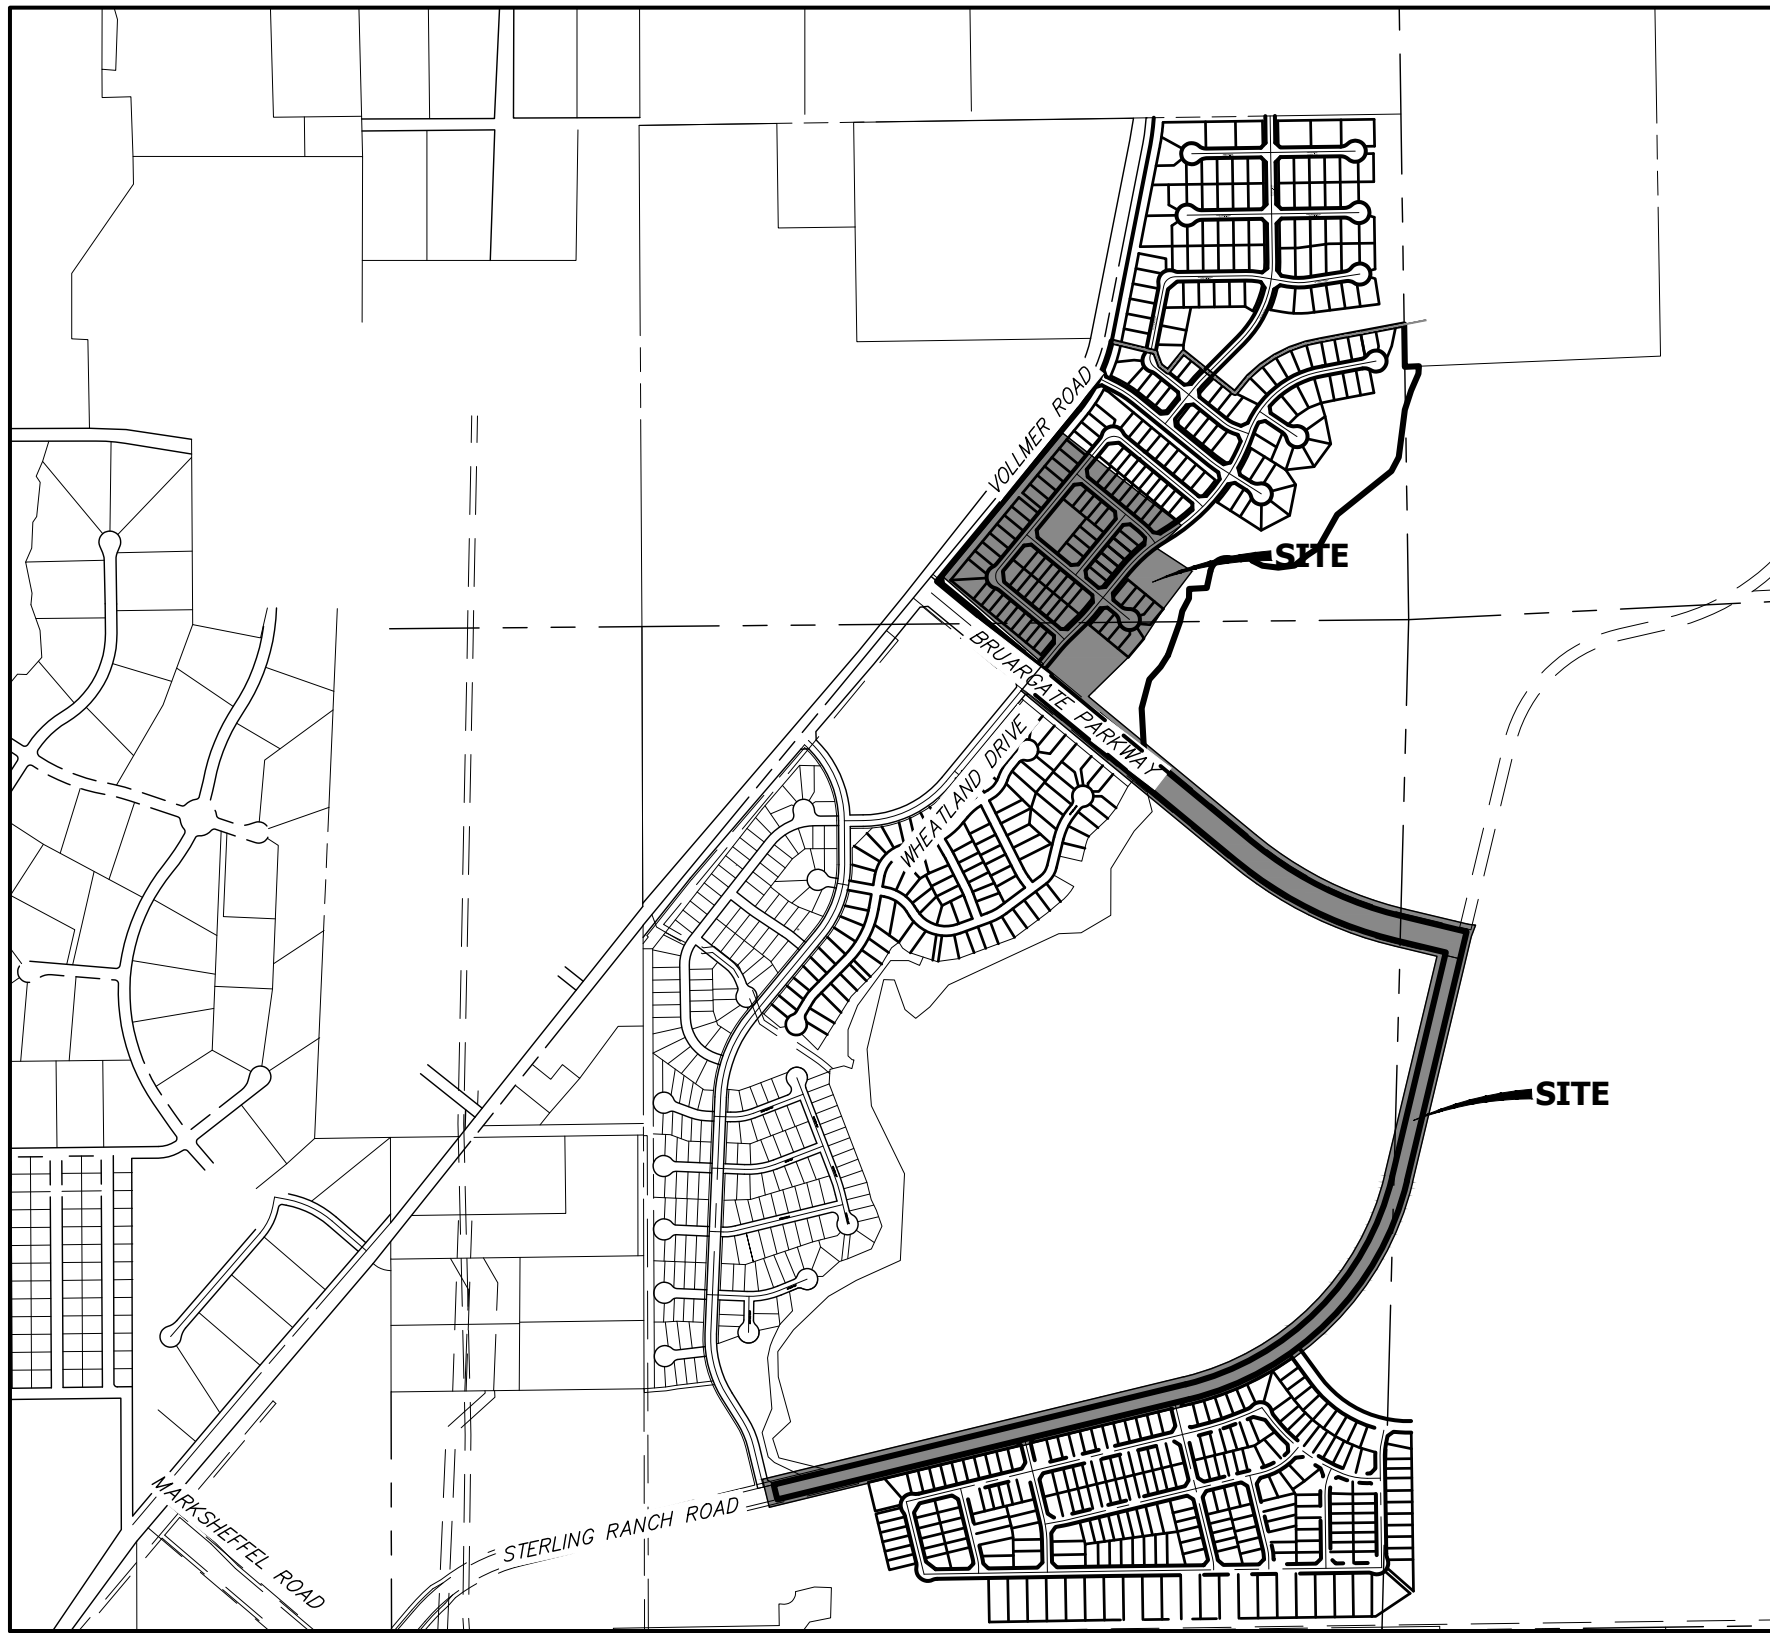 VOLLMER ROAD
SITE
BRUARGATE PARKWAY
WHEATLAND DRIVE
SITE
MARKSHEFFEL ROAD
STERLING RANCH ROAD